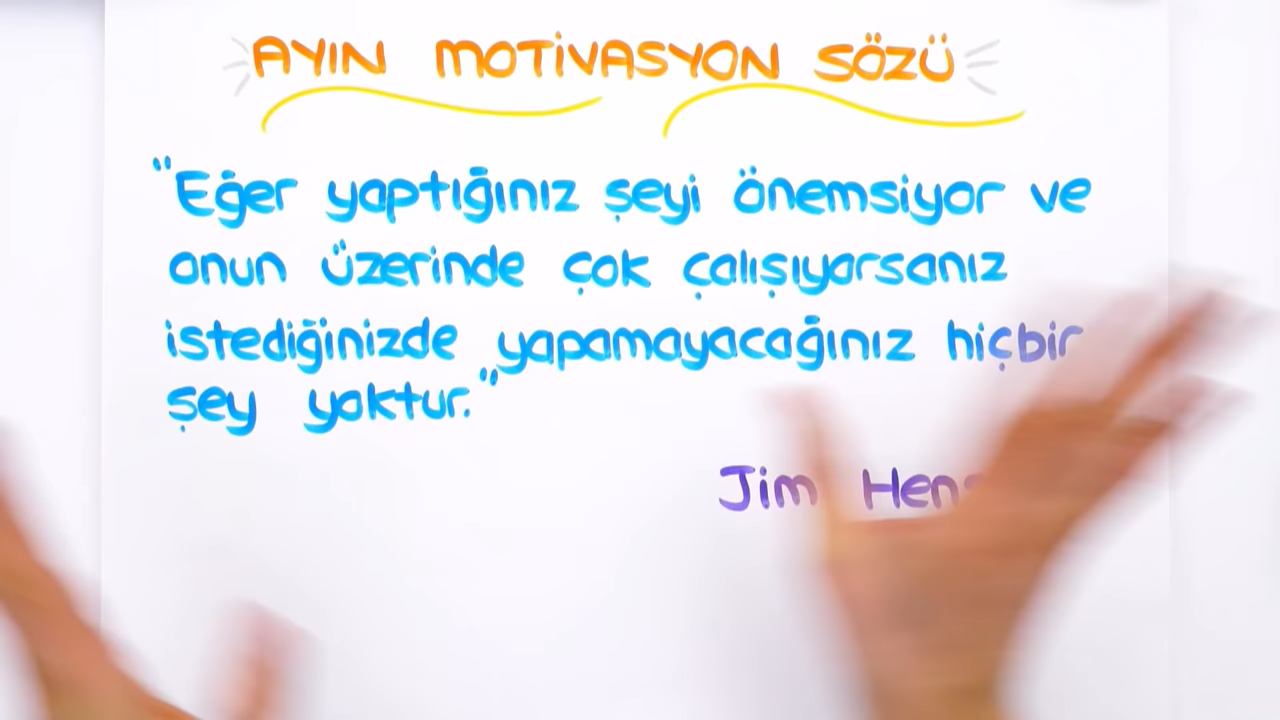 AYIN MOTİVASYON SÖZÜ
"Eğer yaptığınız şeyi önemsiyor ve
onun üzerinde çok çalışıyorsanız
istediğinizde yapamayacağınız hiçbir
şey yoktur."
Jim